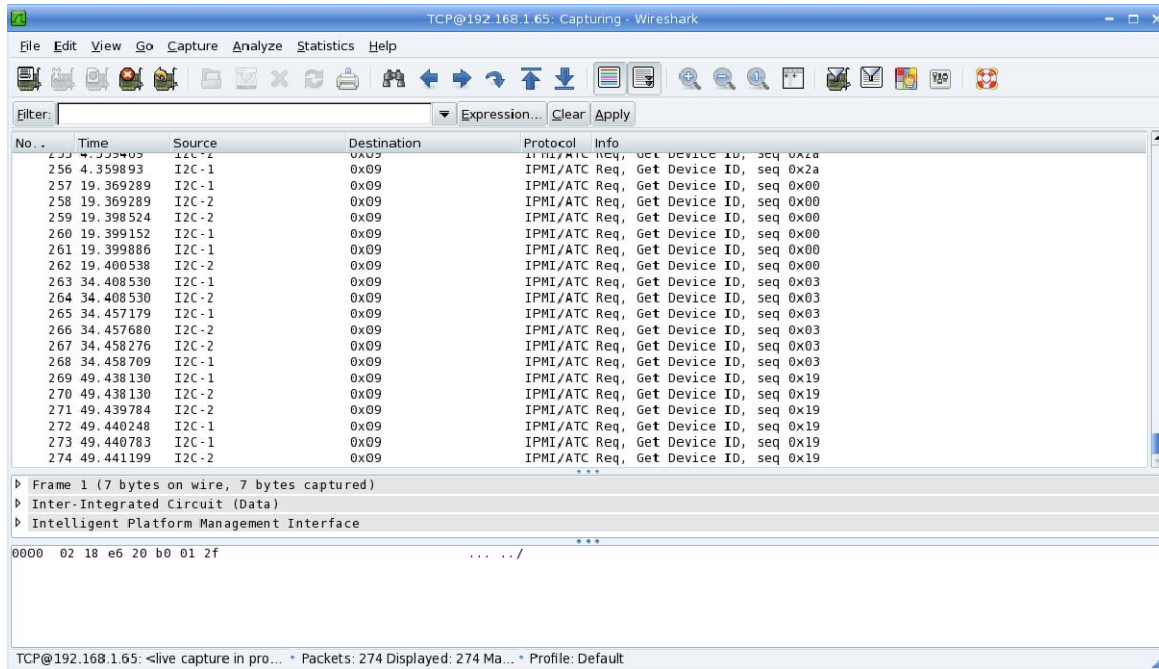 TCP@192.168.1.65: Capturing - Wireshark
File Edit View Go Capture Analyze Statistics Help
Filter: Expression... Clear Apply
No. . Time Source Destination Protocol Info
256 4.359893 I2C-1 0x09 IPMI/ATC Req, Get Device ID, seq 0x2a
257 19.369289 I2C-1 0x09 IPMI/ATC Req, Get Device ID, seq 0x00
258 19.369289 I2C-2 0x09 IPMI/ATC Req, Get Device ID, seq 0x00
259 19.398524 I2C-2 0x09 IPMI/ATC Req, Get Device ID, seq 0x00
260 19.399152 I2C-1 0x09 IPMI/ATC Req, Get Device ID, seq 0x00
261 19.399886 I2C-1 0x09 IPMI/ATC Req, Get Device ID, seq 0x00
262 19.400538 I2C-2 0x09 IPMI/ATC Req, Get Device ID, seq 0x00
263 34.408530 I2C-1 0x09 IPMI/ATC Req, Get Device ID, seq 0x03
264 34.408530 I2C-2 0x09 IPMI/ATC Req, Get Device ID, seq 0x03
265 34.457179 I2C-1 0x09 IPMI/ATC Req, Get Device ID, seq 0x03
266 34.457680 I2C-2 0x09 IPMI/ATC Req, Get Device ID, seq 0x03
267 34.458276 I2C-2 0x09 IPMI/ATC Req, Get Device ID, seq 0x03
268 34.458709 I2C-1 0x09 IPMI/ATC Req, Get Device ID, seq 0x03
269 49.438130 I2C-1 0x09 IPMI/ATC Req, Get Device ID, seq 0x19
270 49.438130 I2C-2 0x09 IPMI/ATC Req, Get Device ID, seq 0x19
271 49.439784 I2C-2 0x09 IPMI/ATC Req, Get Device ID, seq 0x19
272 49.440248 I2C-1 0x09 IPMI/ATC Req, Get Device ID, seq 0x19
273 49.440783 I2C-1 0x09 IPMI/ATC Req, Get Device ID, seq 0x19
274 49.441199 I2C-2 0x09 IPMI/ATC Req, Get Device ID, seq 0x19
Frame 1 (7 bytes on wire, 7 bytes captured)
Inter-Integrated Circuit (Data)
Intelligent Platform Management Interface
0000 02 18 e6 20 b0 01 2f ... ../
TCP@192.168.1.65: <live capture in pro... Packets: 274 Displayed: 274 Ma... Profile: Default